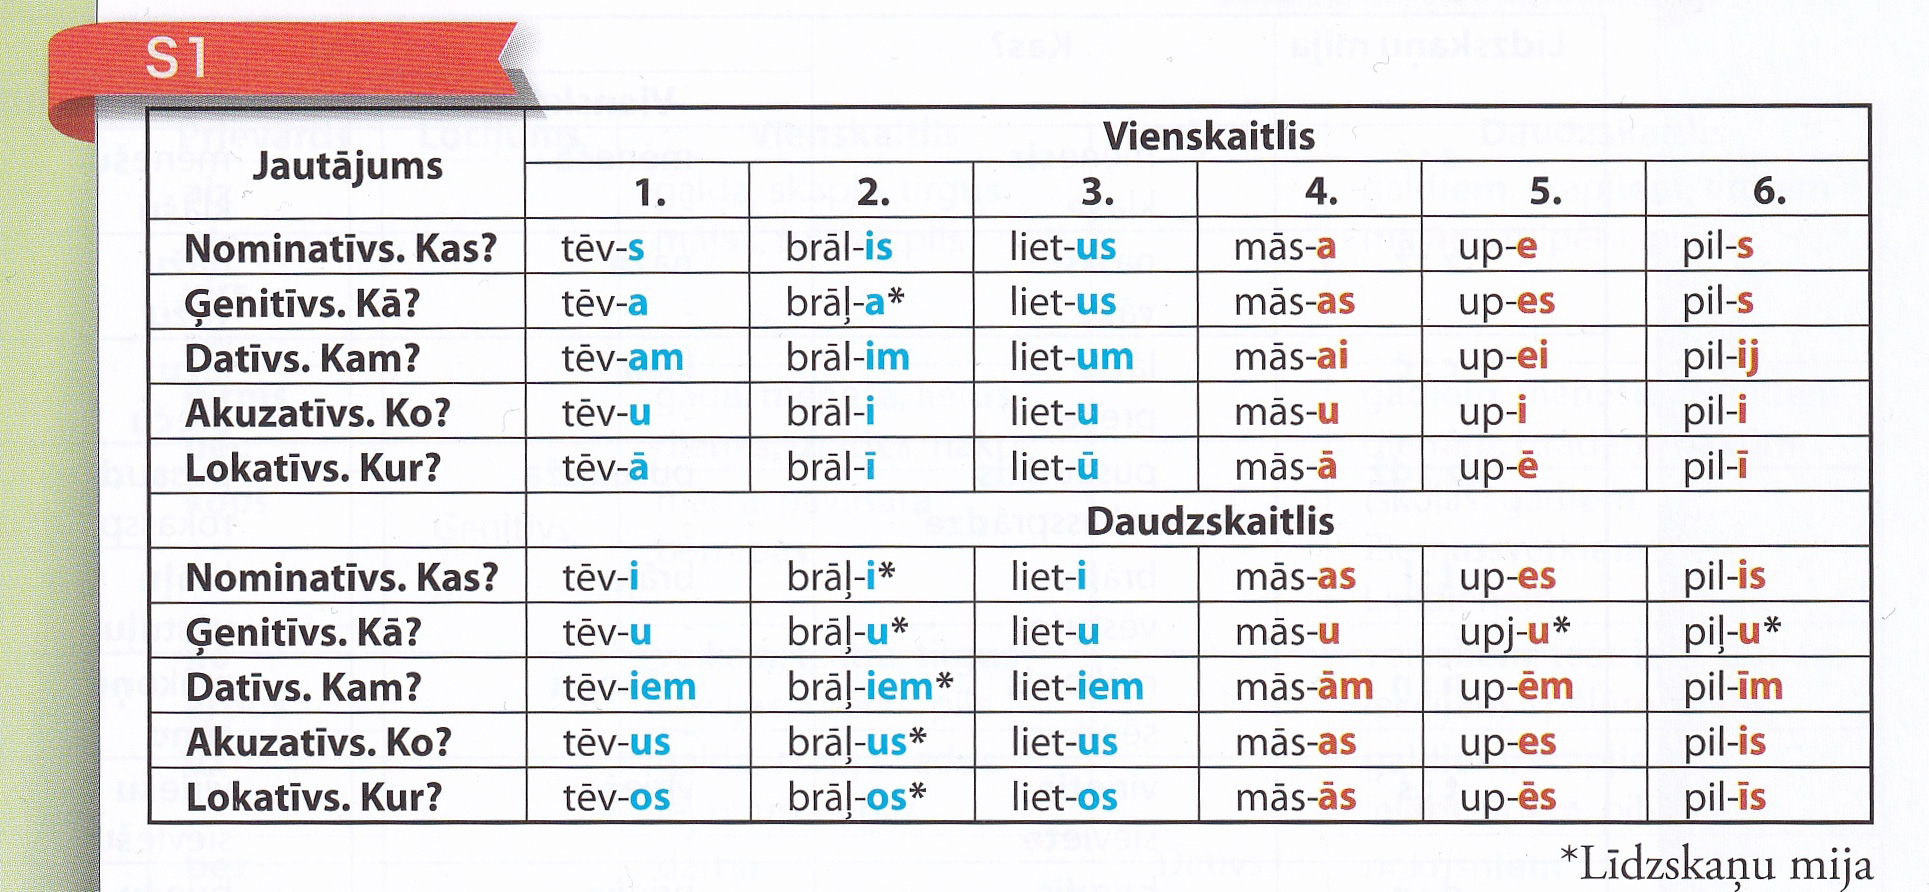 S1
Jautājums Vienskaitlis
1. 2. 3. 4. 5. 6.
Nominatīvs. Kas? tēv-s brāl-is liet-us mās-a up-e pil-s
Ģenitīvs. Kā? tēv-a brāļ-a* liet-us mās-as up-es pil-s
Datīvs. Kam? tēv-am brāl-im liet-um mās-ai up-ei pil-ij
Akuzatīvs. Ko? tēv-u brāl-i liet-u mās-u up-i pil-i
Lokatīvs. Kur? tēv-ā brāl-ī liet-ū mās-ā up-ē pil-ī
Daudzskaitlis
Nominatīvs. Kas? tēv-i brāļ-i* liet-i mās-as up-es pil-is
Ģenitīvs. Kā? tēv-u brāļ-u* liet-u mās-u upj-u* piļ-u*
Datīvs. Kam? tēv-iem brāļ-iem* liet-iem mās-ām up-ēm pil-īm
Akuzatīvs. Ko? tēv-us brāļ-us* liet-us mās-as up-es pil-is
Lokatīvs. Kur? tēv-os brāļ-os* liet-os mās-ās up-ēs pil-īs
*Līdzskaņu mija